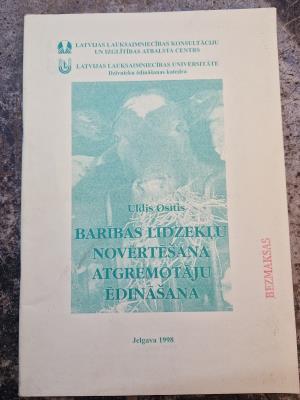 LATVIJAS LAUKSAIMNIECĪBAS KONSULTĀCIJU
UN IZGLĪTĪBAS ATBALSTA CENTRS
LATVIJAS LAUKSAIMNIECĪBAS UNIVERSITĀTE
Dzīvnieku ēdināšanas katedra
Uldis Osītis
BARĪBAS LĪDZEKĻU
NOVĒRTĒŠANA
ATGREMOTĀJU
ĒDINĀŠANĀ
BEZMAKSAS
Jelgava 1998